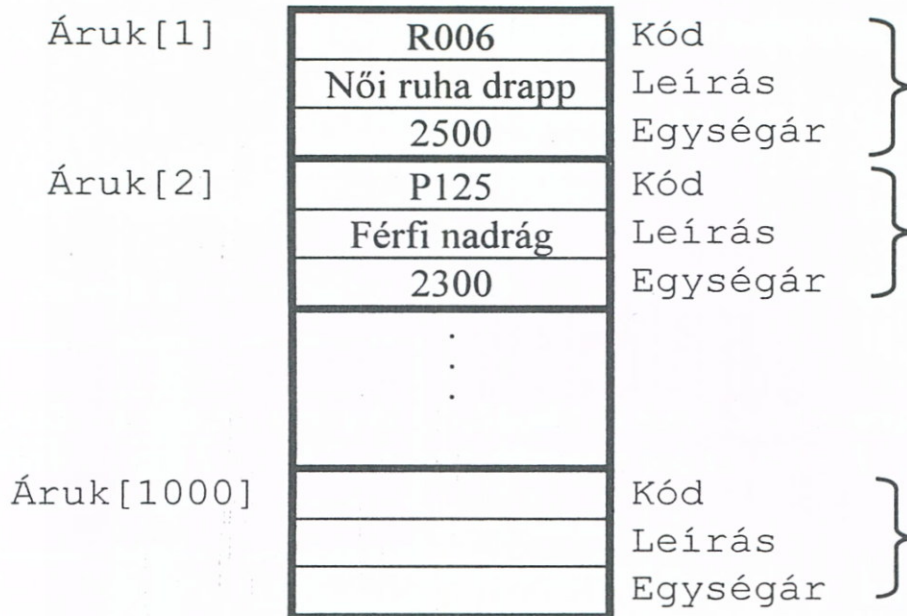 Áruk[1] R006 Kód
Női ruha drapp Leírás
2500 Egységár
Áruk[2] P125 Kód
Férfi nadrág Leírás
2300 Egységár
.
.
.
Áruk[1000] Kód
Leírás
Egységár